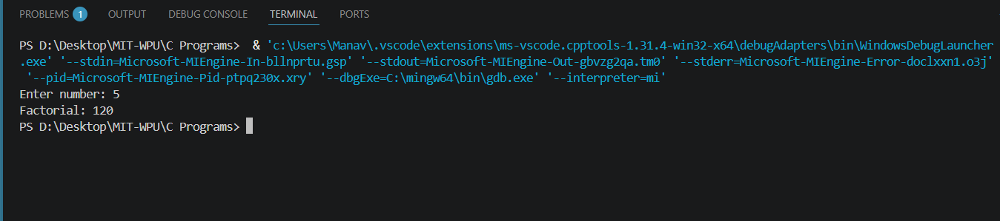 PROBLEMS 1 OUTPUT DEBUG CONSOLE TERMINAL PORTS
PS D:\Desktop\MIT-WPU\C Programs>  & 'c:\Users\Manav\.vscode\extensions\ms-vscode.cpptools-1.31.4-win32-x64\debugAdapters\bin\WindowsDebugLauncher
.exe' '--stdin=Microsoft-MIEngine-In-bllnprtu.gsp' '--stdout=Microsoft-MIEngine-Out-gbvzg2qa.tm0' '--stderr=Microsoft-MIEngine-Error-doclxxn1.o3j'
 '--pid=Microsoft-MIEngine-Pid-ptpq230x.xry' '--dbgExe=C:\mingw64\bin\gdb.exe' '--interpreter=mi'
Enter number: 5
Factorial: 120
PS D:\Desktop\MIT-WPU\C Programs>